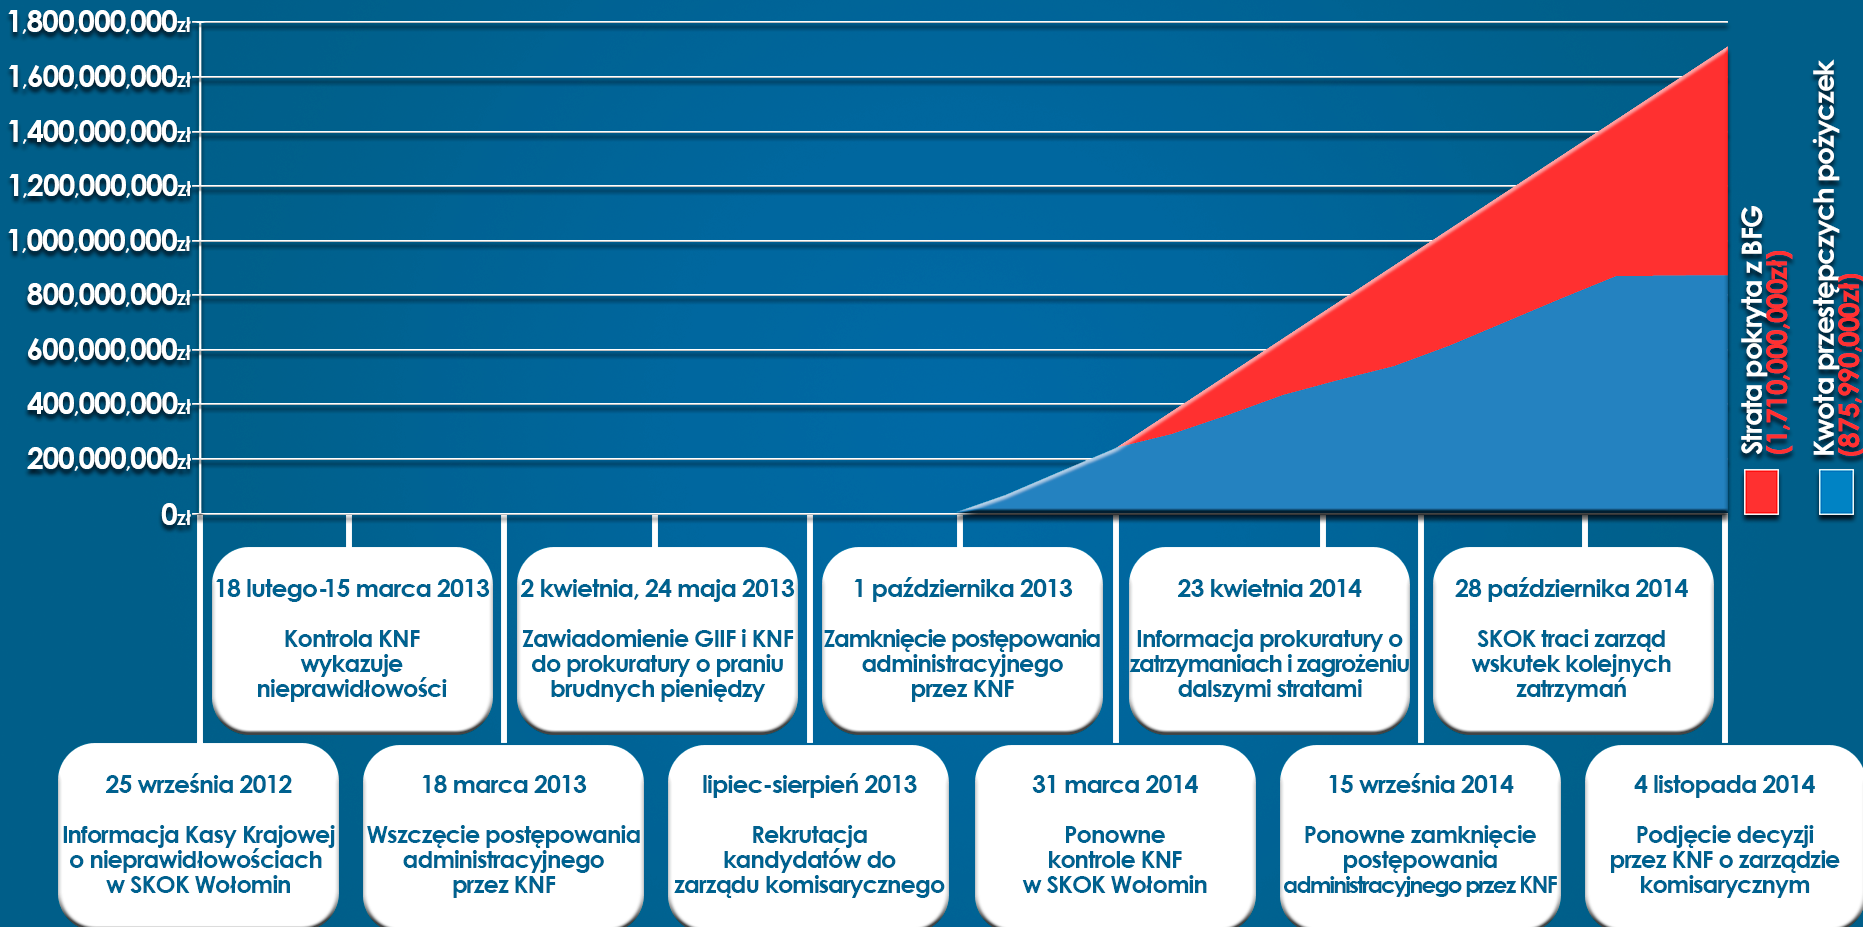 1,800,000,000zł
1,600,000,000zł
1,400,000,000zł
1,200,000,000zł
1,000,000,000zł
800,000,000zł
600,000,000zł
400,000,000zł
200,000,000zł
0zł
Strata pokryta z BFG
(1,710,000,000zł)
Kwota przestępczych pożyczek
(875,990,000zł)
18 lutego-15 marca 2013
Kontrola KNF
wykazuje
nieprawidłowości
2 kwietnia, 24 maja 2013
Zawiadomienie GIIF i KNF
do prokuratury o praniu
brudnych pieniędzy
1 października 2013
Zamknięcie postępowania
administracyjnego
przez KNF
23 kwietnia 2014
Informacja prokuratury o
zatrzymaniach i zagrożeniu
dalszymi stratami
28 października 2014
SKOK traci zarząd
wskutek kolejnych
zatrzymań
25 września 2012
Informacja Kasy Krajowej
o nieprawidłowościach
w SKOK Wołomin
18 marca 2013
Wszczęcie postępowania
administracyjnego
przez KNF
lipiec-sierpień 2013
Rekrutacja
kandydatów do
zarządu komisarycznego
31 marca 2014
Ponowne
kontrole KNF
w SKOK Wołomin
15 września 2014
Ponowne zamknięcie
postępowania
administracyjnego przez KNF
4 listopada 2014
Podjęcie decyzji
przez KNF o zarządzie
komisarycznym